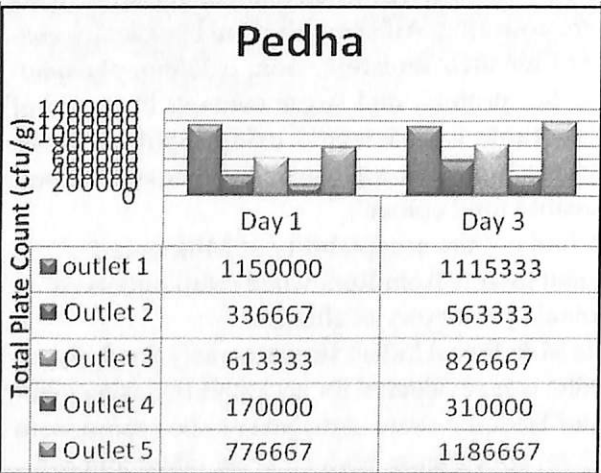 Pedha
Total Plate Count (cfu/g)
1400000
200000
0
Day 1 Day 3
outlet 1 1150000 1115333
Outlet 2 336667 563333
Outlet 3 613333 826667
Outlet 4 170000 310000
Outlet 5 776667 1186667